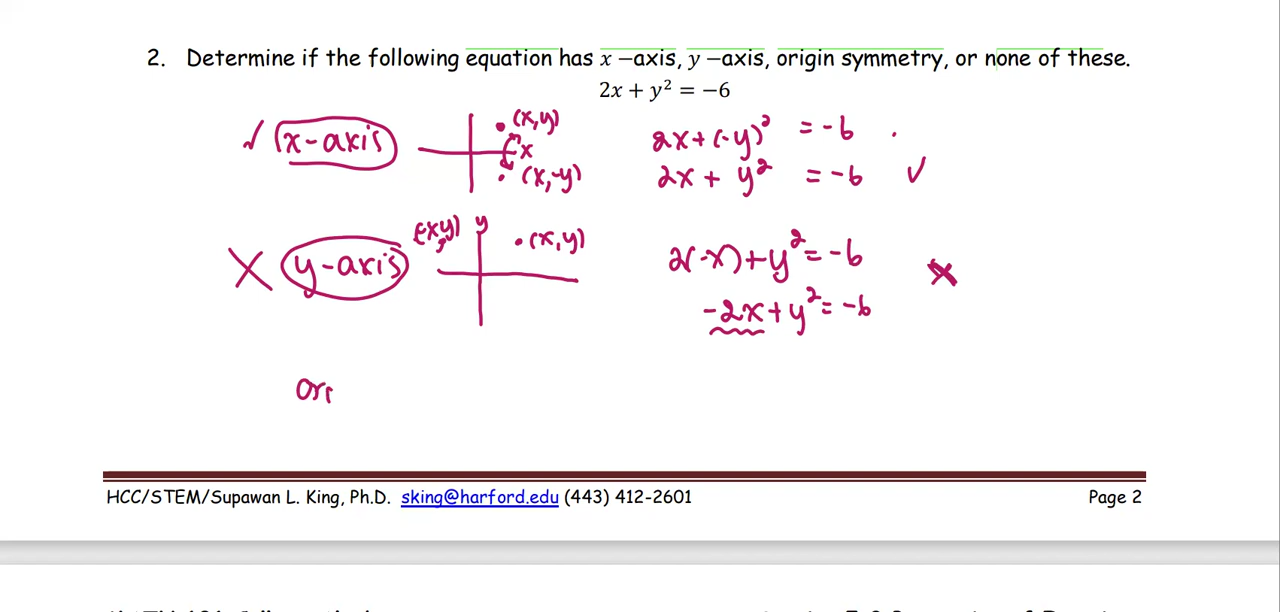 2. Determine if the following equation has x −axis, y −axis, origin symmetry, or none of these.
2x + y² = −6
√ x-axis (x,y) 2x+(-y)² = -6
x
(x,-y) 2x + y² = -6 ✓
X y-axis (-x,y) y (x,y) 2(-x)+y²=-6 ×
-2x+y²=-6
ori
HCC/STEM/Supawan L. King, Ph.D. sking@harford.edu (443) 412-2601 Page 2